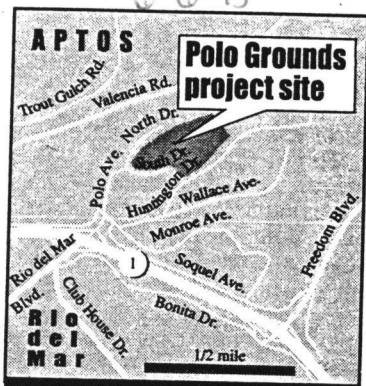 APTOS
Polo Grounds
project site
Trout Gulch Rd.
Valencia Rd.
North Dr.
Polo Ave.
South Dr.
Huntington Dr.
Wallace Ave.
Monroe Ave.
Freedom Blvd.
Rio del Mar
Blvd.
1
Soquel Ave.
Club House Dr.
Bonita Dr.
Rio
del
Mar
1/2 mile